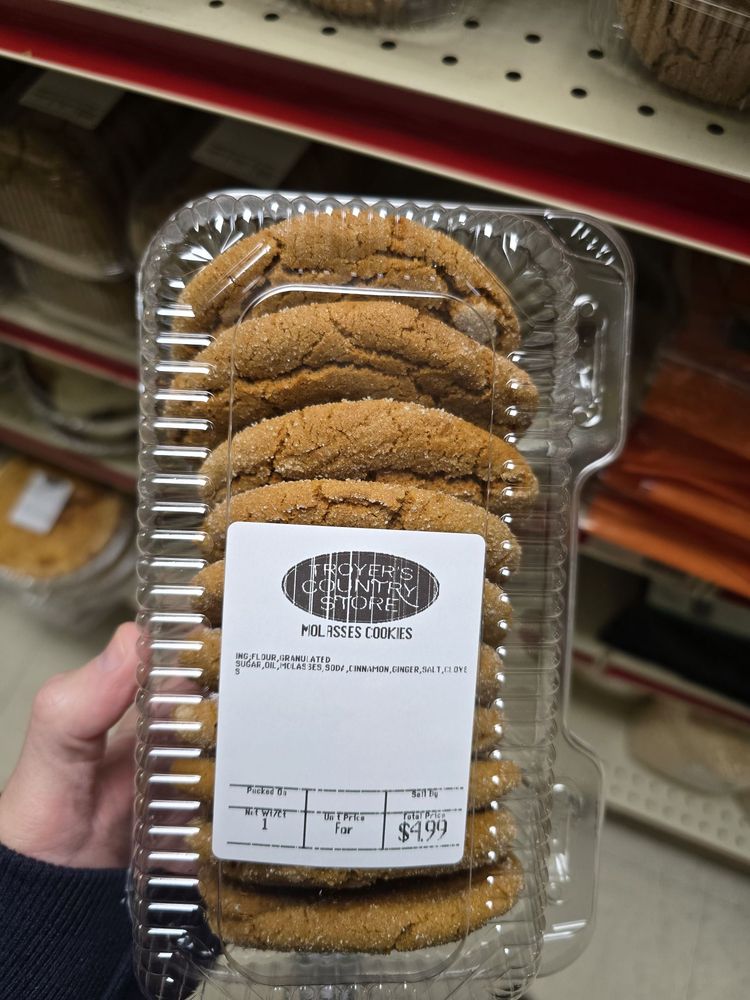 TROYER'S
COUNTRY
STORE
MOLASSES COOKIES
ING;FLOUR,GRANULATED
SUGAR,OIL,MOLASSES,SODA,CINNAMON,GINGER,SALT,CLOVE
S
Packed On Sell By
Net Wt/Ct Unit Price Total Price
1 For $4.99